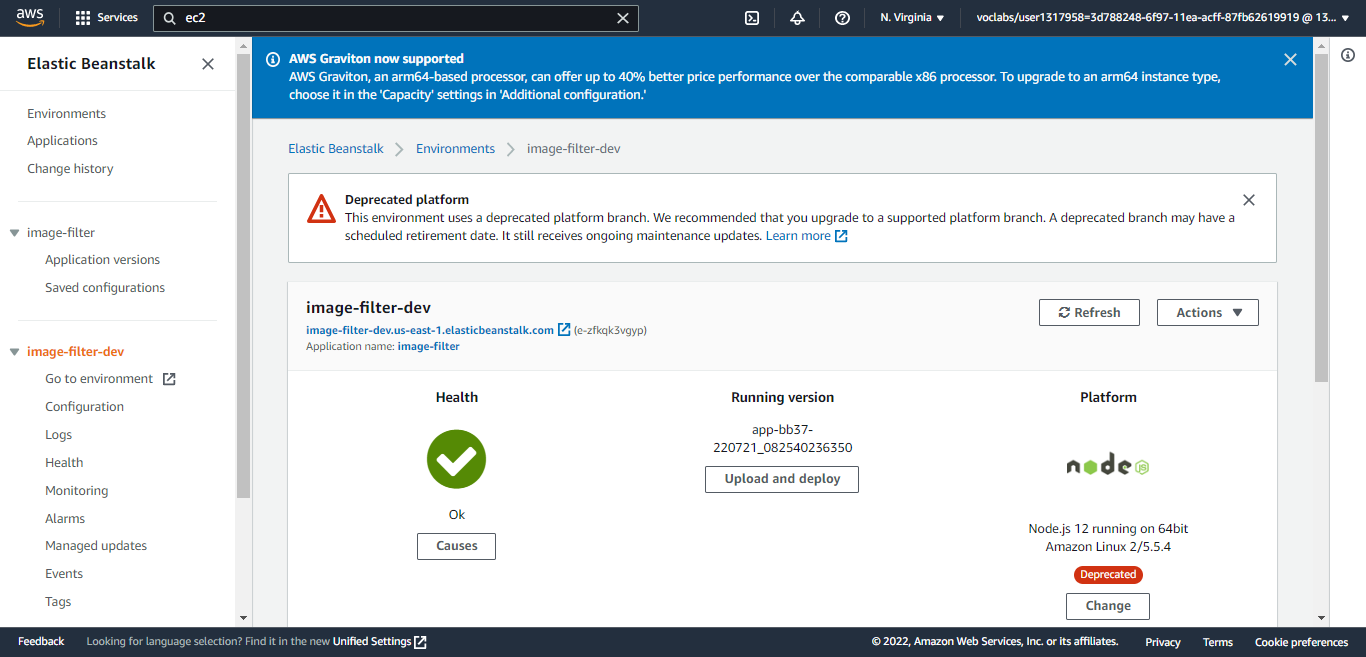 aws
Services
ec2
N. Virginia
voclabs/user1317958=3d788248-6f97-11ea-acff-87fb62619919 @ 13...
Elastic Beanstalk
Environments
Applications
Change history
image-filter
Application versions
Saved configurations
image-filter-dev
Go to environment
Configuration
Logs
Health
Monitoring
Alarms
Managed updates
Events
Tags
AWS Graviton now supported
AWS Graviton, an arm64-based processor, can offer up to 40% better price performance over the comparable x86 processor. To upgrade to an arm64 instance type,
choose it in the 'Capacity' settings in 'Additional configuration.'
Elastic Beanstalk
Environments
image-filter-dev
Deprecated platform
This environment uses a deprecated platform branch. We recommended that you upgrade to a supported platform branch. A deprecated branch may have a
scheduled retirement date. It still receives ongoing maintenance updates. Learn more
image-filter-dev
image-filter-dev.us-east-1.elasticbeanstalk.com (e-zfkqk3vgyp)
Application name: image-filter
Refresh
Actions
Health
Ok
Causes
Running version
app-bb37-
220721_082540236350
Upload and deploy
Platform
node JS
Node.js 12 running on 64bit
Amazon Linux 2/5.5.4
Deprecated
Change
Feedback
Looking for language selection? Find it in the new Unified Settings
© 2022, Amazon Web Services, Inc. or its affiliates.
Privacy
Terms
Cookie preferences